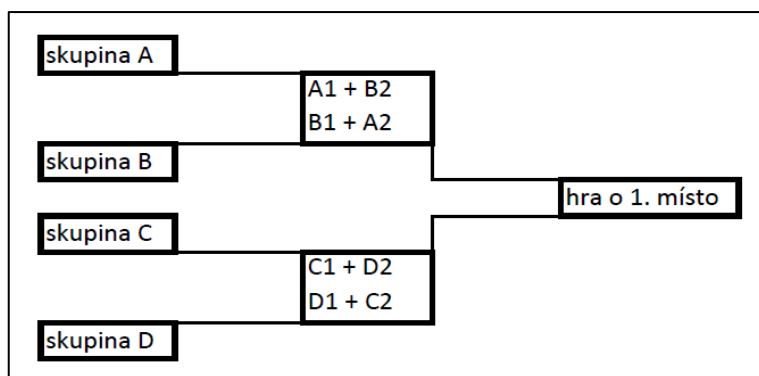 skupina A
A1 + B2
B1 + A2
skupina B
hra o 1. místo
skupina C
C1 + D2
D1 + C2
skupina D